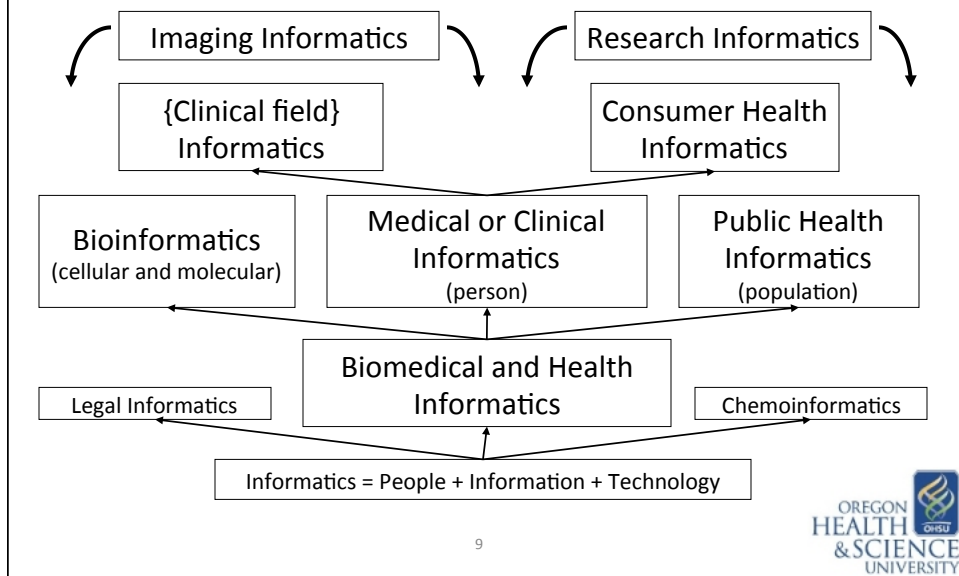 Imaging Informatics
Research Informatics
{Clinical field}
Informatics
Consumer Health
Informatics
Bioinformatics
(cellular and molecular)
Medical or Clinical
Informatics
(person)
Public Health
Informatics
(population)
Biomedical and Health
Informatics
Legal Informatics
Chemoinformatics
Informatics = People + Information + Technology
9
OREGON
HEALTH
OHSU
&SCIENCE
UNIVERSITY